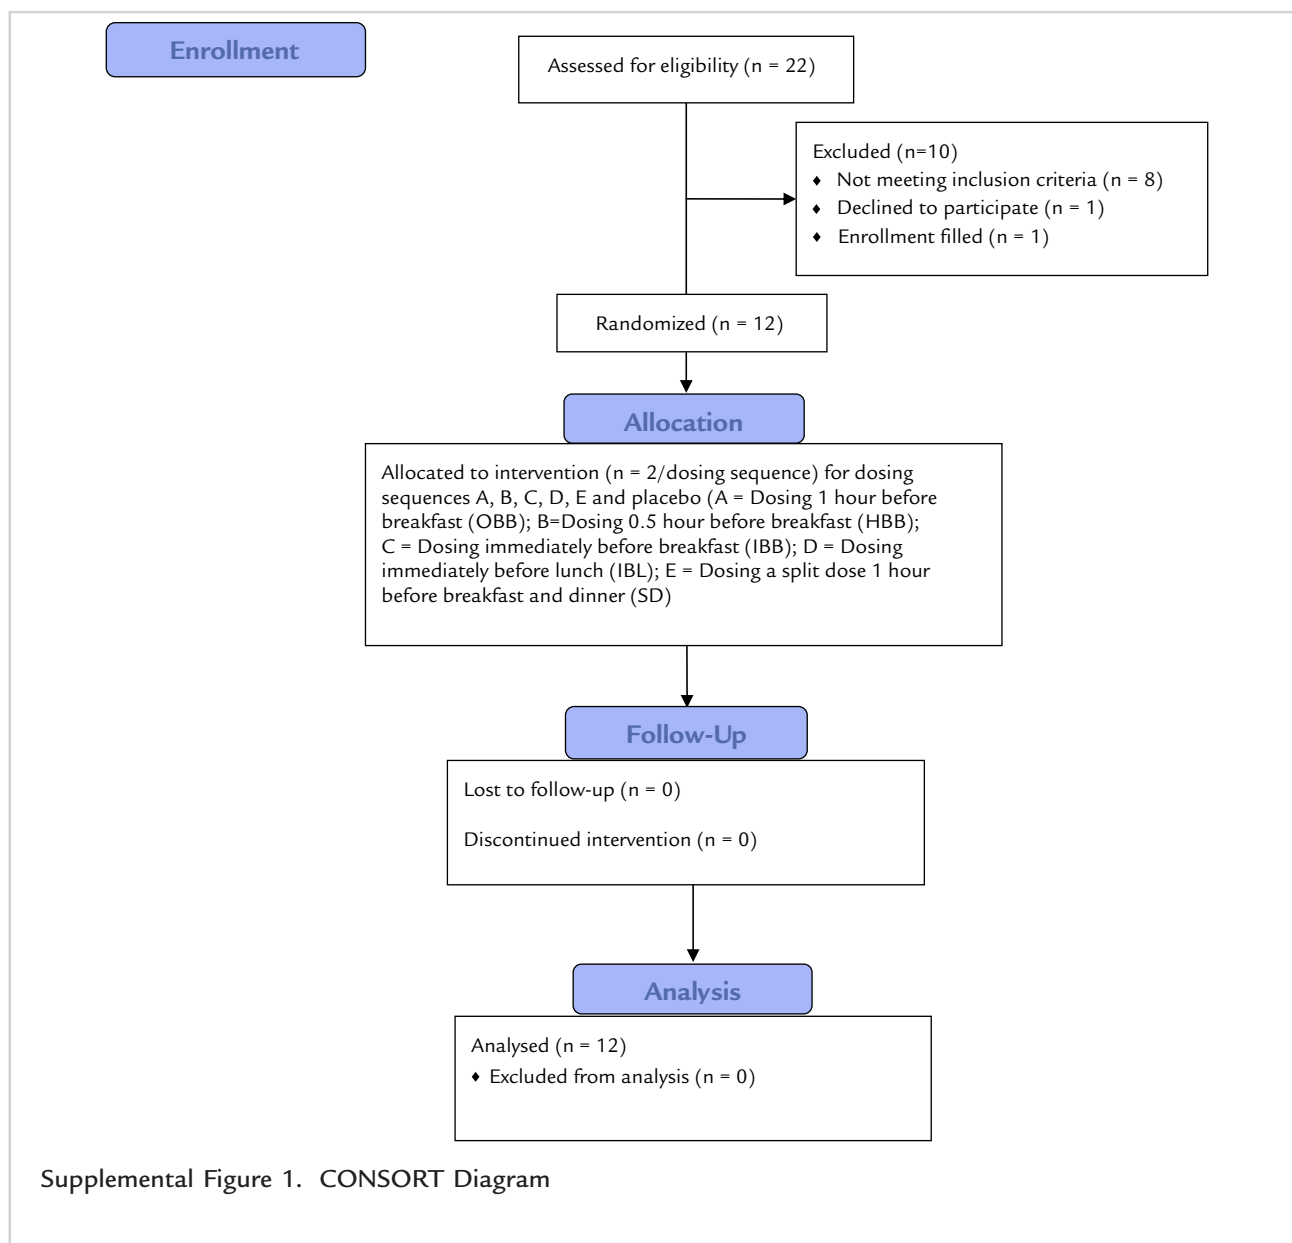 Enrollment
Assessed for eligibility (n = 22)
Excluded (n=10)
♦ Not meeting inclusion criteria (n = 8)
♦ Declined to participate (n = 1)
♦ Enrollment filled (n = 1)
Randomized (n = 12)
Allocation
Allocated to intervention (n = 2/dosing sequence) for dosing
sequences A, B, C, D, E and placebo (A = Dosing 1 hour before
breakfast (OBB); B=Dosing 0.5 hour before breakfast (HBB);
C = Dosing immediately before breakfast (IBB); D = Dosing
immediately before lunch (IBL); E = Dosing a split dose 1 hour
before breakfast and dinner (SD)
Follow-Up
Lost to follow-up (n = 0)
Discontinued intervention (n = 0)
Analysis
Analysed (n = 12)
♦ Excluded from analysis (n = 0)
Supplemental Figure 1. CONSORT Diagram